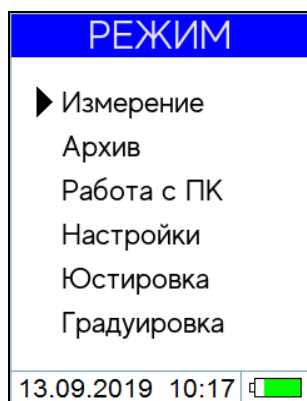 РЕЖИМ
Измерение
Архив
Работа с ПК
Настройки
Юстировка
Градуировка
13.09.2019 10:17